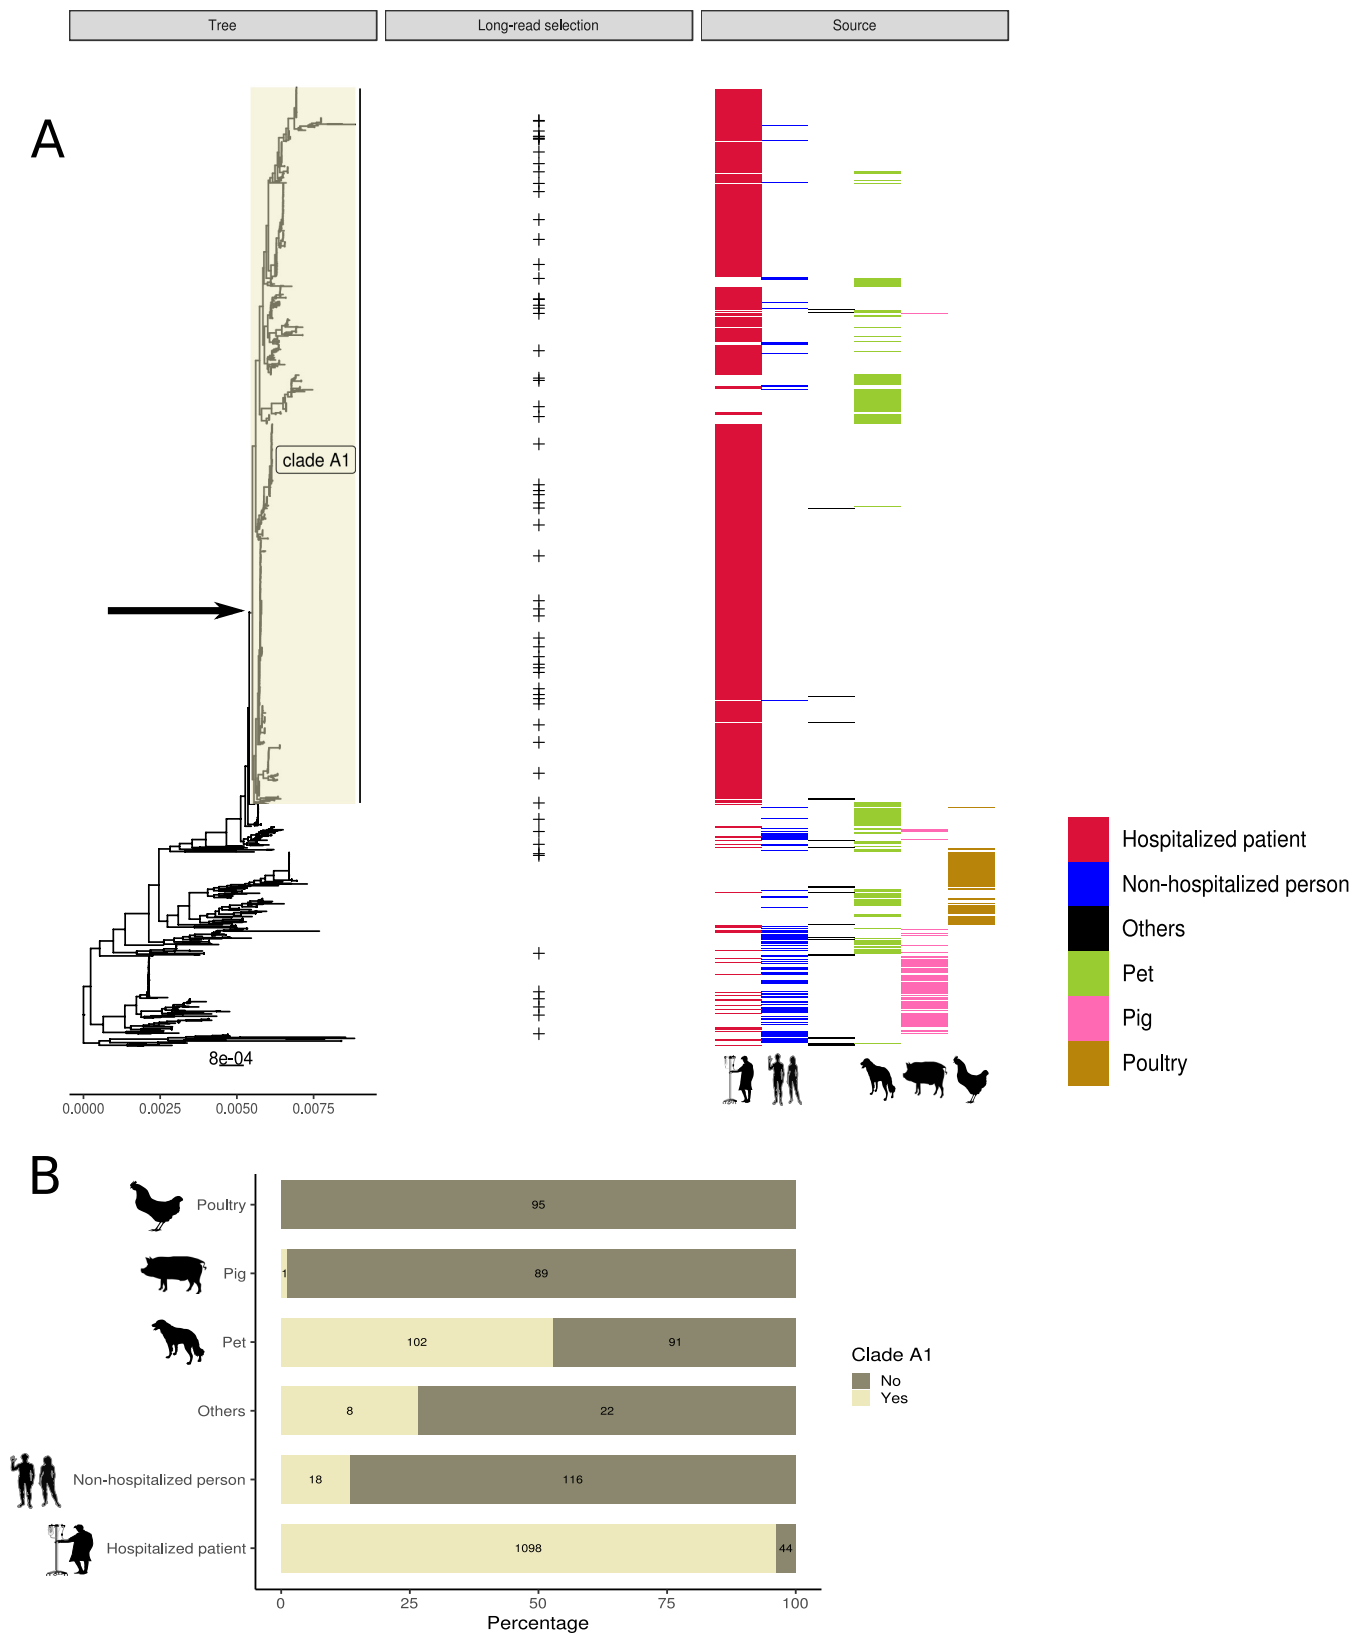 Tree Long-read selection Source
A
clade A1
Hospitalized patient
Non-hospitalized person
Others
Pet
Pig
Poultry
8e-04
0.0000 0.0025 0.0050 0.0075
B
Poultry 95
Pig 1 89
Pet 102 91
Clade A1
No
Yes
Others 8 22
Non-hospitalized person 18 116
Hospitalized patient 1098 44
0 25 50 75 100
Percentage